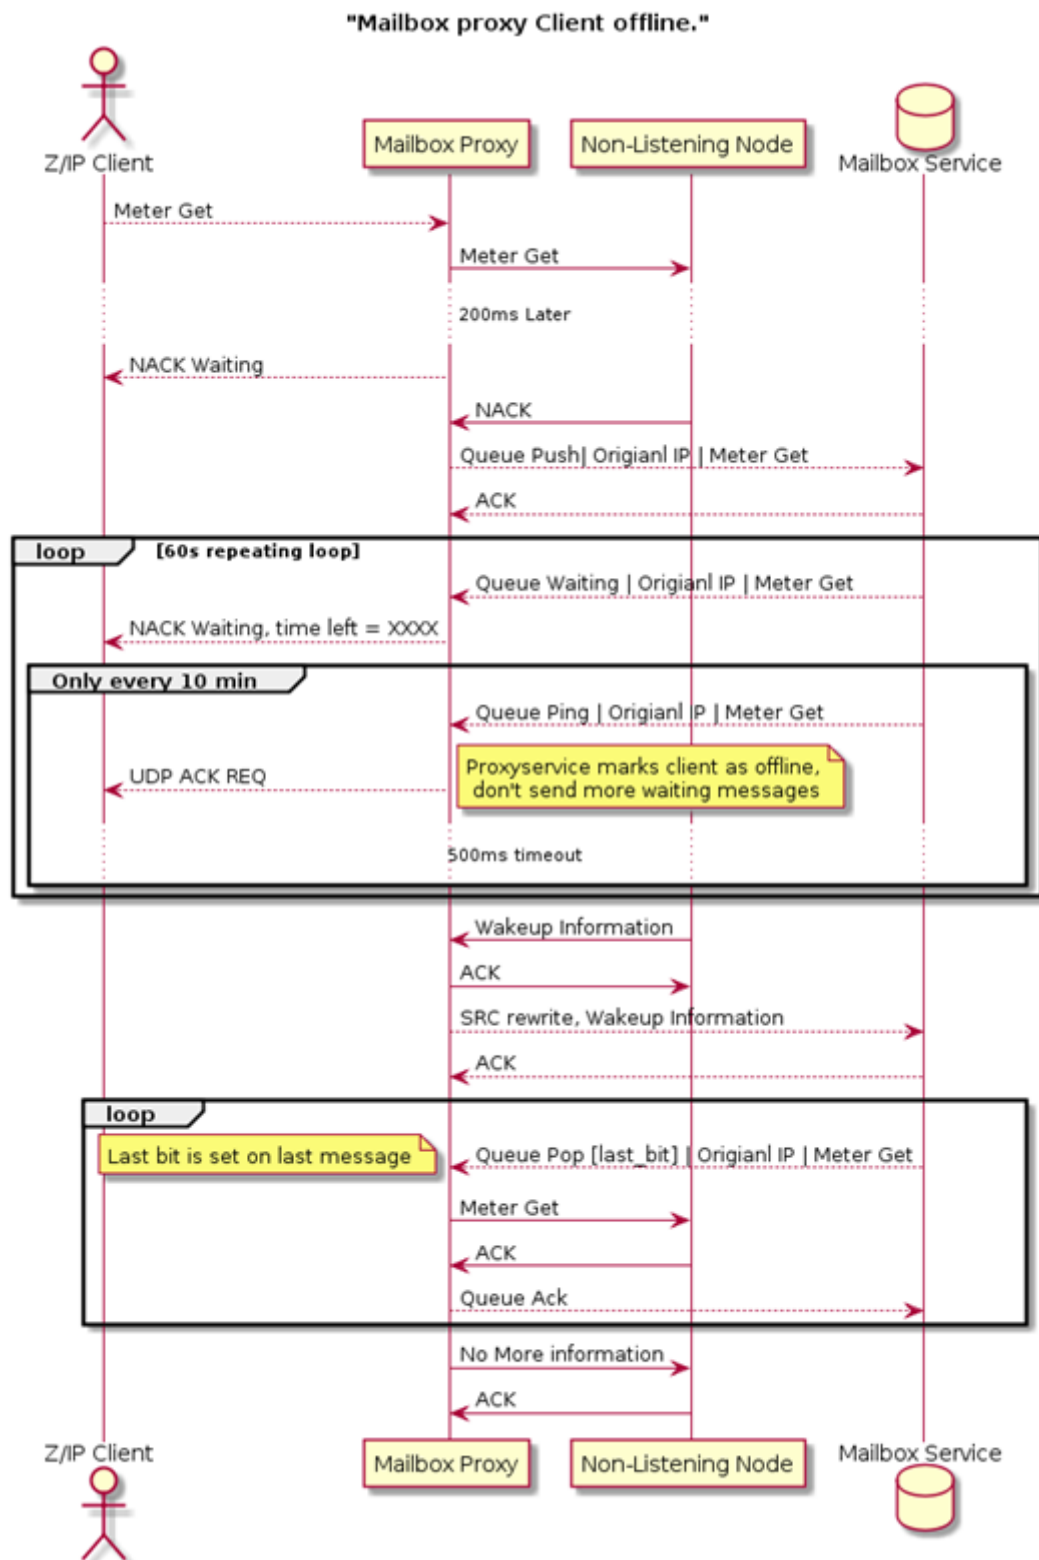 "Mailbox proxy Client offline."
Z/IP Client
Mailbox Proxy
Non-Listening Node
Mailbox Service
Meter Get
Meter Get
200ms Later
NACK Waiting
NACK
Queue Push| Origianl IP | Meter Get
ACK
loop [60s repeating loop]
Queue Waiting | Origianl IP | Meter Get
NACK Waiting, time left = XXXX
Only every 10 min
Queue Ping | Origianl IP | Meter Get
UDP ACK REQ
Proxyservice marks client as offline,
don't send more waiting messages
500ms timeout
Wakeup Information
ACK
SRC rewrite, Wakeup Information
ACK
loop
Last bit is set on last message
Queue Pop [last_bit] | Origianl IP | Meter Get
Meter Get
ACK
Queue Ack
No More information
ACK
Z/IP Client
Mailbox Proxy
Non-Listening Node
Mailbox Service